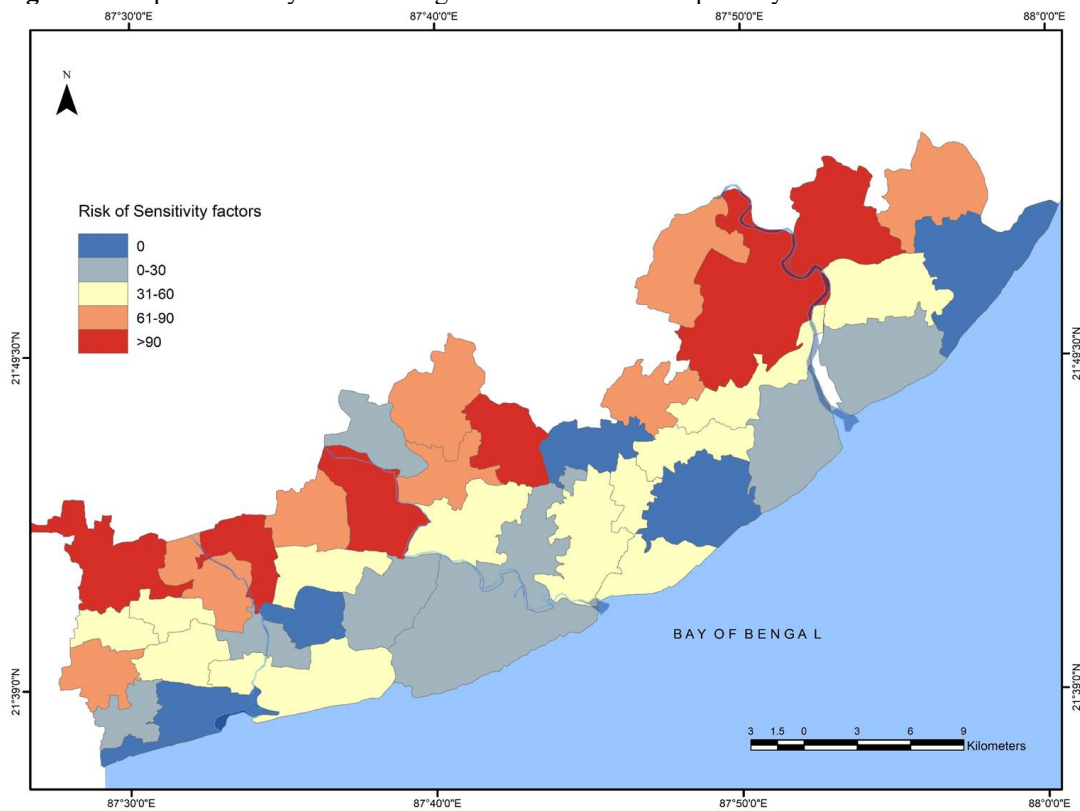 87°30'0"E 87°40'0"E 87°50'0"E 88°0'0"E
N
Risk of Sensitivity factors
0
0-30
31-60
61-90
>90
21°49'30"N 21°49'30"N
BAY OF BENGAL
21°39'0"N 21°39'0"N
3 1.5 0 3 6 9
Kilometers
87°30'0"E 87°40'0"E 87°50'0"E 88°0'0"E